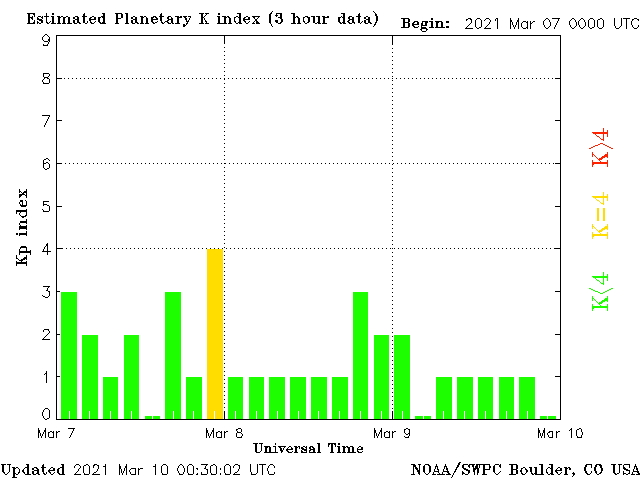 Estimated Planetary K index (3 hour data) Begin: 2021 Mar 07 0000 UTC
9
8
7
6
5
4
3
2
1
0
Kp index
K>4
K=4
K<4
Mar 7 Mar 8 Mar 9 Mar 10
Universal Time
Updated 2021 Mar 10 00:30:02 UTC NOAA/SWPC Boulder, CO USA